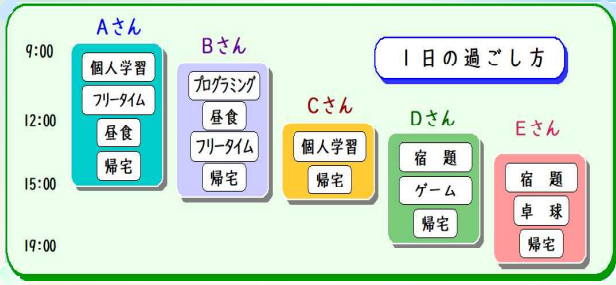 1日の過ごし方
9:00
12:00
15:00
19:00
Aさん
個人学習
フリータイム
昼食
帰宅
Bさん
プログラミング
昼食
フリータイム
帰宅
Cさん
個人学習
帰宅
Dさん
宿 題
ゲーム
帰宅
Eさん
宿 題
卓 球
帰宅